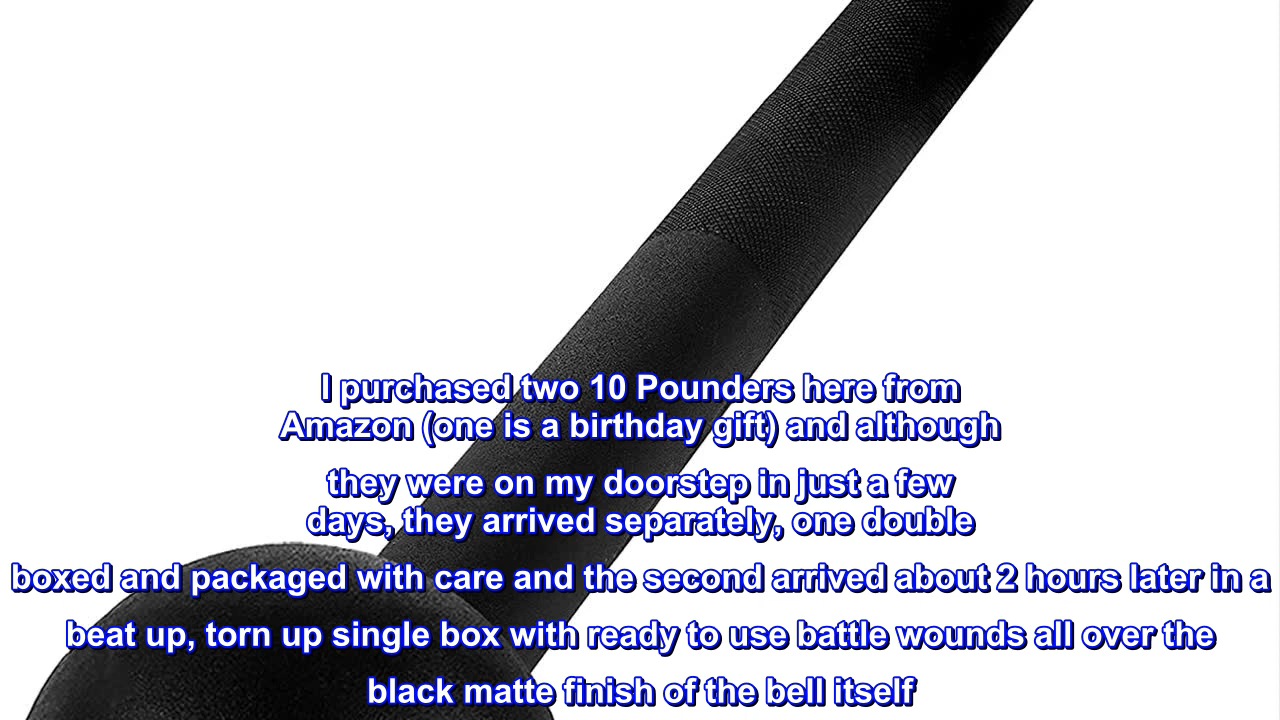 I purchased two 10 Pounders here from
Amazon (one is a birthday gift) and although
they were on my doorstep in just a few
days, they arrived separately, one double
boxed and packaged with care and the second arrived about 2 hours later in a
beat up, torn up single box with ready to use battle wounds all over the
black matte finish of the bell itself